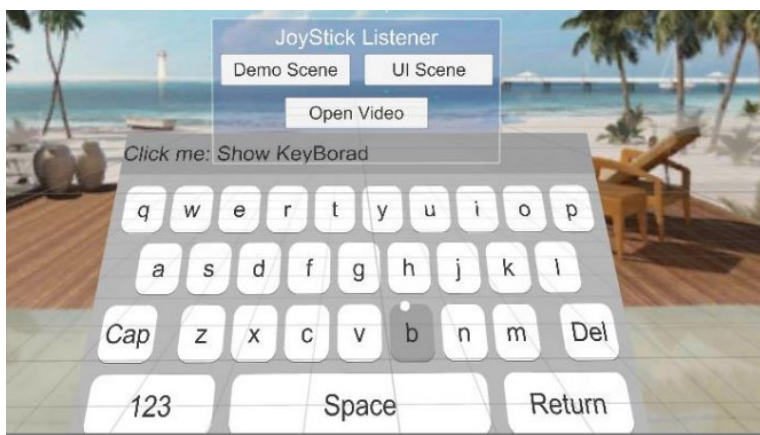 JoyStick Listener
Demo Scene UI Scene
Open Video
Click me: Show KeyBorad
q w e r t y u i o p
a s d f g h j k l
Cap z x c v b n m Del
123 Space Return